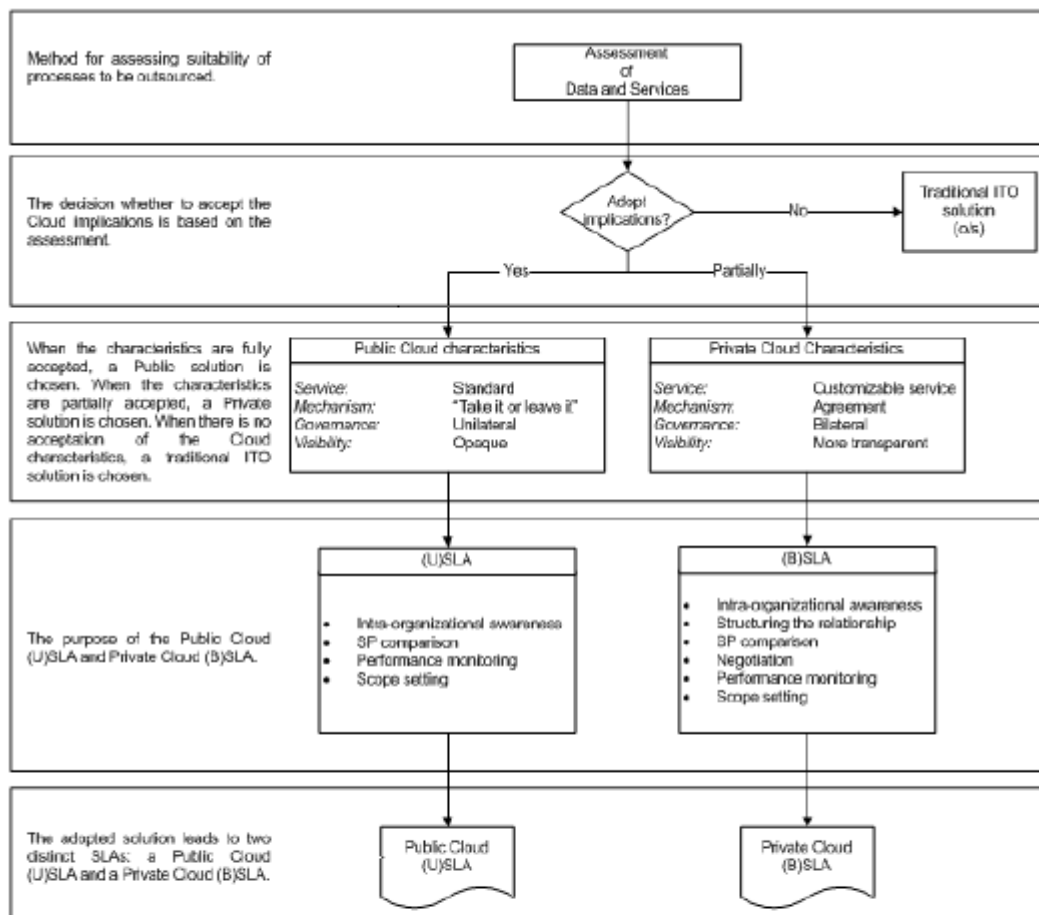 Method for assessing suitability of
processes to be outsourced.
Assessment
of
Data and Services
The decision whether to accept the
Cloud implications is based on the
assessment.
Adopt
implications?
No
Traditional ITO
solution
(o/s)
Yes
Partially
When the characteristics are fully
accepted, a Public solution is
chosen. When the characteristics
are partially accepted, a Private
solution is chosen. When there is no
acceptation of the Cloud
characteristics, a traditional ITO
solution is chosen.
Public Cloud characteristics
Service: Standard
Mechanism: "Take it or leave it"
Governance: Unilateral
Visibility: Opaque
Private Cloud Characteristics
Service: Customizable service
Mechanism: Agreement
Governance: Bilateral
Visibility: More transparent
The purpose of the Public Cloud
(U)SLA and Private Cloud (B)SLA.
(U)SLA
• Intra-organizational awareness
• SP comparison
• Performance monitoring
• Scope setting
(B)SLA
• Intra-organizational awareness
• Structuring the relationship
• SP comparison
• Negotiation
• Performance monitoring
• Scope setting
The adopted solution leads to two
distinct SLAs: a Public Cloud
(U)SLA and a Private Cloud (B)SLA.
Public Cloud
(U)SLA
Private Cloud
(B)SLA